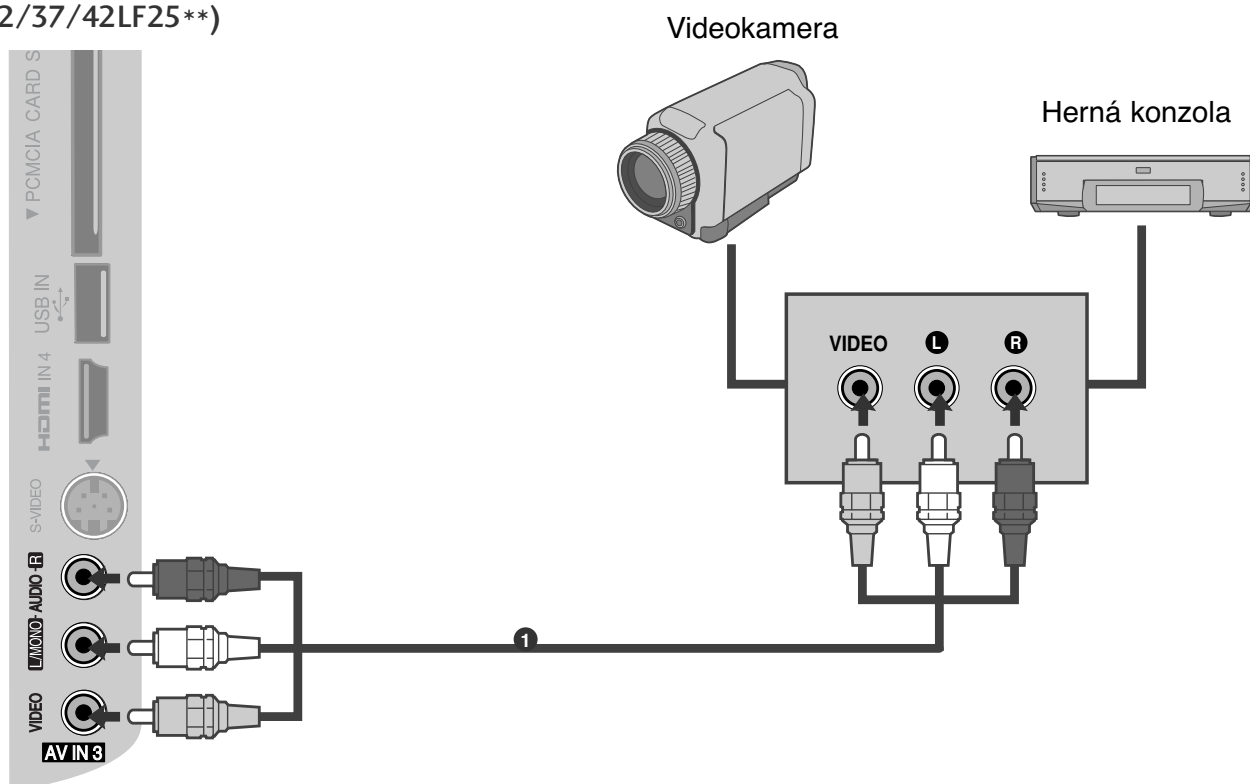 2/37/42LF25**)
Videokamera
Herná konzola
▼ PCMCIA CARD S
USB IN
HDMI IN 4
S-VIDEO
L/MONO - AUDIO - R
VIDEO
AV IN 3
VIDEO L R
1